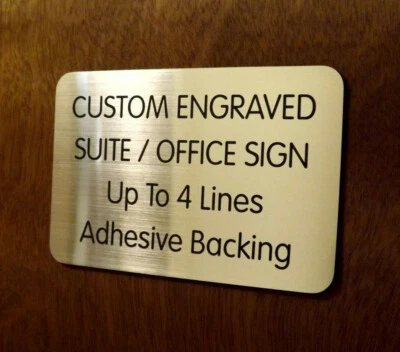 CUSTOM ENGRAVED
SUITE / OFFICE SIGN
Up To 4 Lines
Adhesive Backing